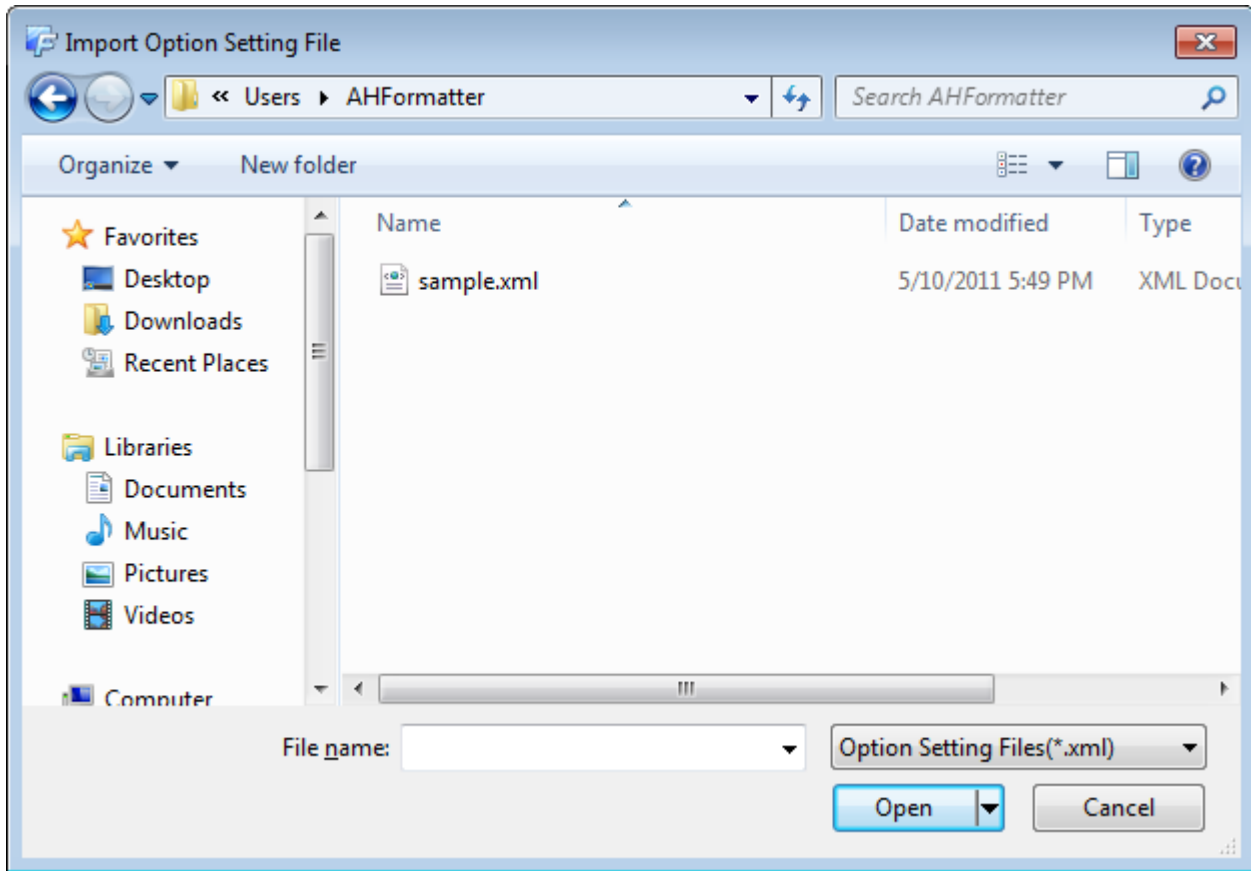 Import Option Setting File
« Users AHFormatter Search AHFormatter
Organize New folder
Name Date modified Type
Favorites
sample.xml 5/10/2011 5:49 PM XML Docu
Desktop
Downloads
Recent Places
Libraries
Documents
Music
Pictures
Videos
Computer
File name: Option Setting Files(*.xml)
Open Cancel